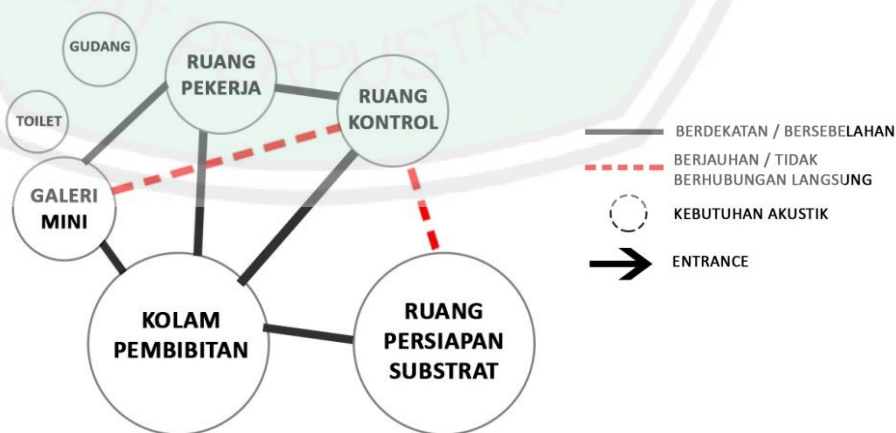 GUDANG
RUANG
PEKERJA
RUANG
KONTROL
TOILET
GALERI
MINI
KOLAM
PEMBIBITAN
RUANG
PERSIAPAN
SUBSTRAT
BERDEKATAN / BERSEBELAHAN
BERJAUHAN / TIDAK
BERHUBUNGAN LANGSUNG
KEBUTUHAN AKUSTIK
ENTRANCE